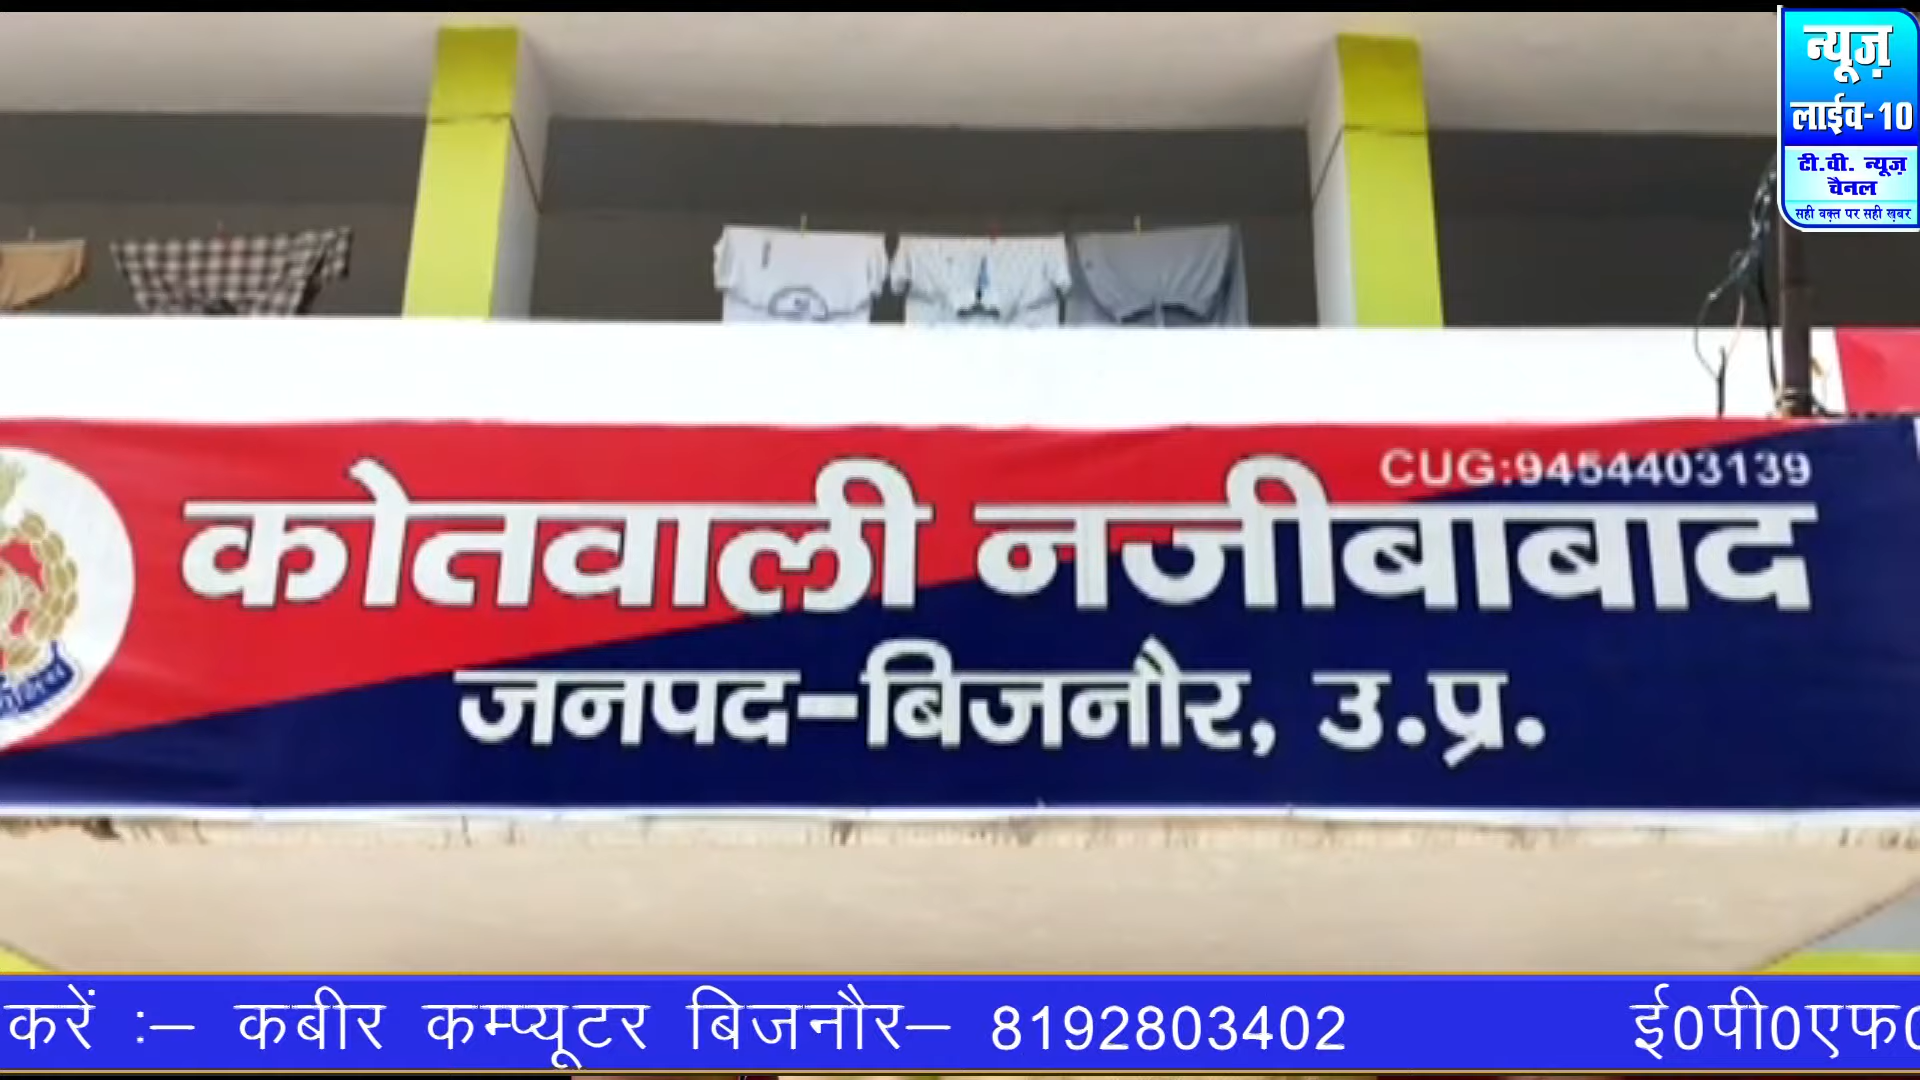 न्यूज़
लाईव-10
टी.वी. न्यूज़
चैनल
सही वक़्त पर सही ख़बर
CUG:9454403139
कोतवाली नजीबाबाद
जनपद-बिजनौर, उ.प्र.
करें :– कबीर कम्प्यूटर बिजनौर– 8192803402 ई0पी0एफ0